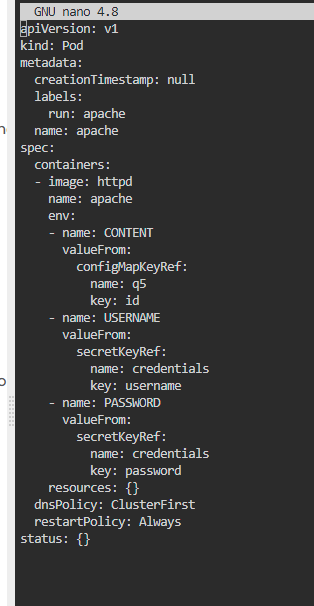 GNU nano 4.8
apiVersion: v1
kind: Pod
metadata:
  creationTimestamp: null
  labels:
    run: apache
  name: apache
spec:
  containers:
  - image: httpd
    name: apache
    env:
    - name: CONTENT
      valueFrom:
        configMapKeyRef:
          name: q5
          key: id
    - name: USERNAME
      valueFrom:
        secretKeyRef:
          name: credentials
          key: username
    - name: PASSWORD
      valueFrom:
        secretKeyRef:
          name: credentials
          key: password
    resources: {}
  dnsPolicy: ClusterFirst
  restartPolicy: Always
status: {}